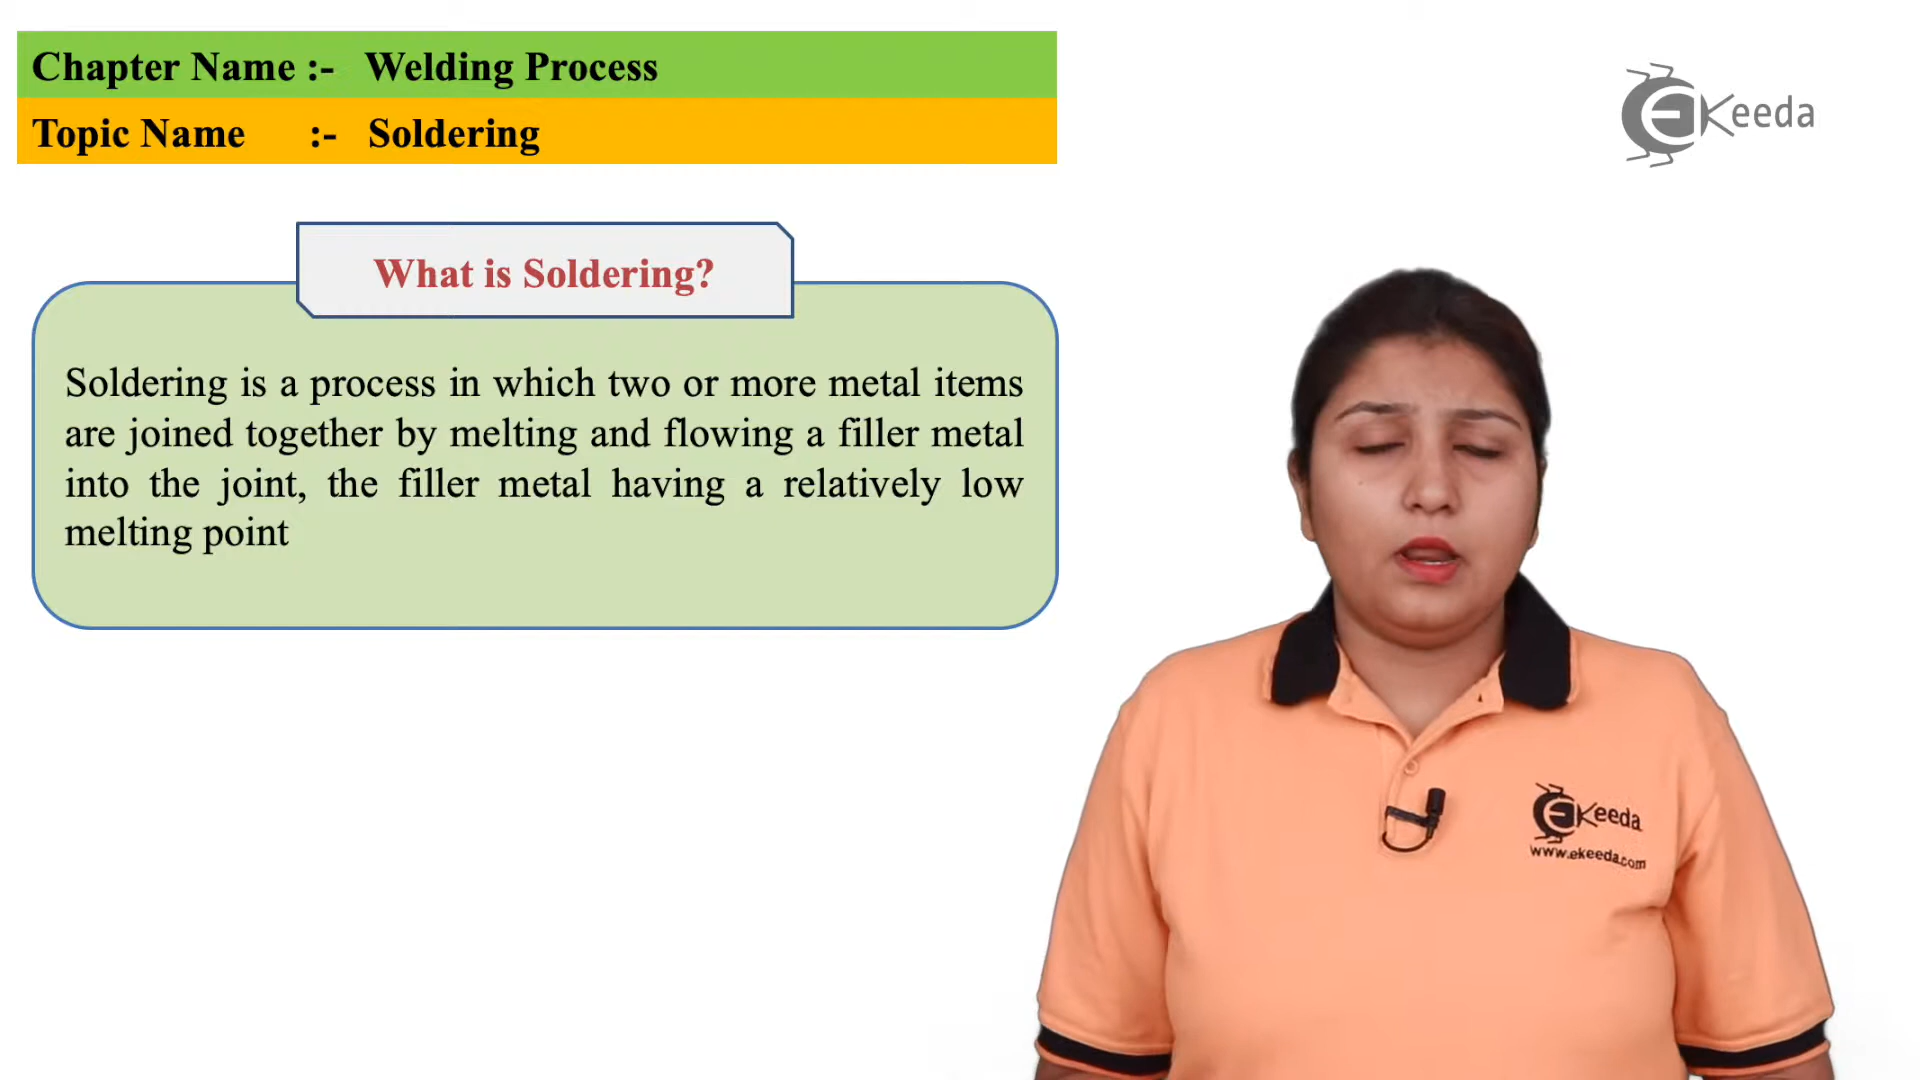 Chapter Name :- Welding Process
Topic Name :- Soldering
EKeeda
What is Soldering?
Soldering is a process in which two or more metal items
are joined together by melting and flowing a filler metal
into the joint, the filler metal having a relatively low
melting point
EKeeda
www.ekeeda.com